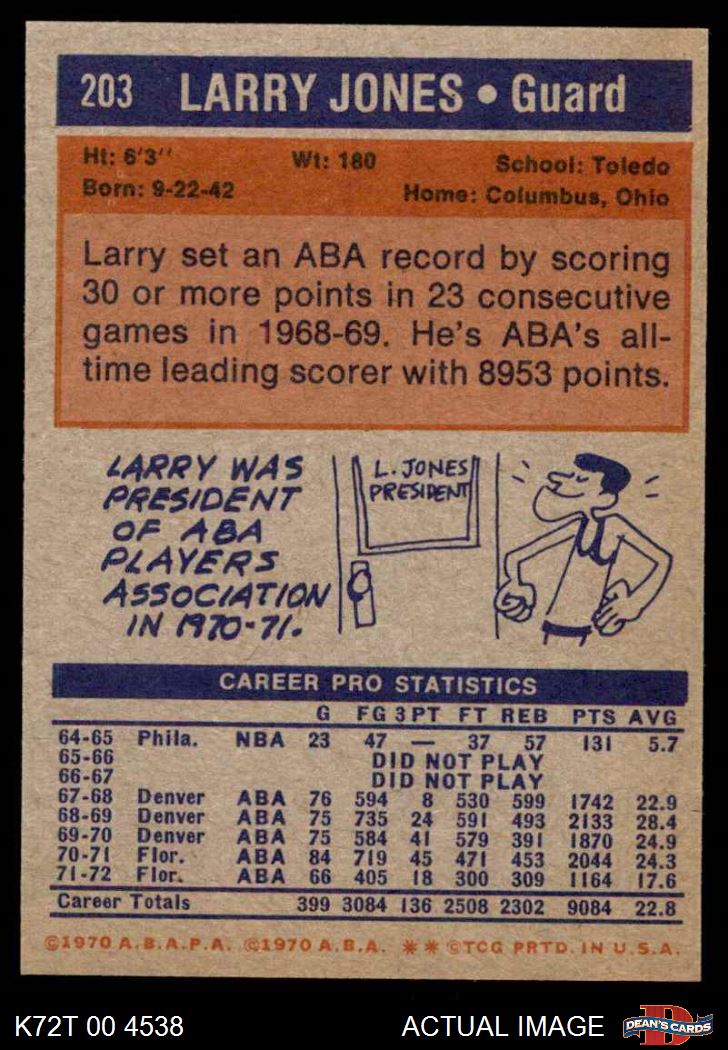 203 LARRY JONES • Guard
Ht: 6'3" Wt: 180 School: Toledo
Born: 9-22-42 Home: Columbus, Ohio
Larry set an ABA record by scoring
30 or more points in 23 consecutive
games in 1968-69. He's ABA's all-
time leading scorer with 8953 points.
LARRY WAS
PRESIDENT
OF ABA
PLAYERS
ASSOCIATION
IN 1970-71.
L. JONES
PRESIDENT
CAREER PRO STATISTICS
G FG 3PT FT REB PTS AVG
64-65 Phila. NBA 23 47 — 37 57 131 5.7
65-66 DID NOT PLAY
66-67 DID NOT PLAY
67-68 Denver ABA 76 594 8 530 599 1742 22.9
68-69 Denver ABA 75 735 24 591 493 2133 28.4
69-70 Denver ABA 75 584 41 579 391 1870 24.9
70-71 Flor. ABA 84 719 45 471 453 2044 24.3
71-72 Flor. ABA 66 405 18 300 309 1164 17.6
Career Totals 399 3084 136 2508 2302 9084 22.8
©1970 A.B.A.P.A. ©1970 A.B.A. ** ©TCG PRTD. IN U.S.A.
K72T 00 4538 ACTUAL IMAGE D DEAN'S CARDS